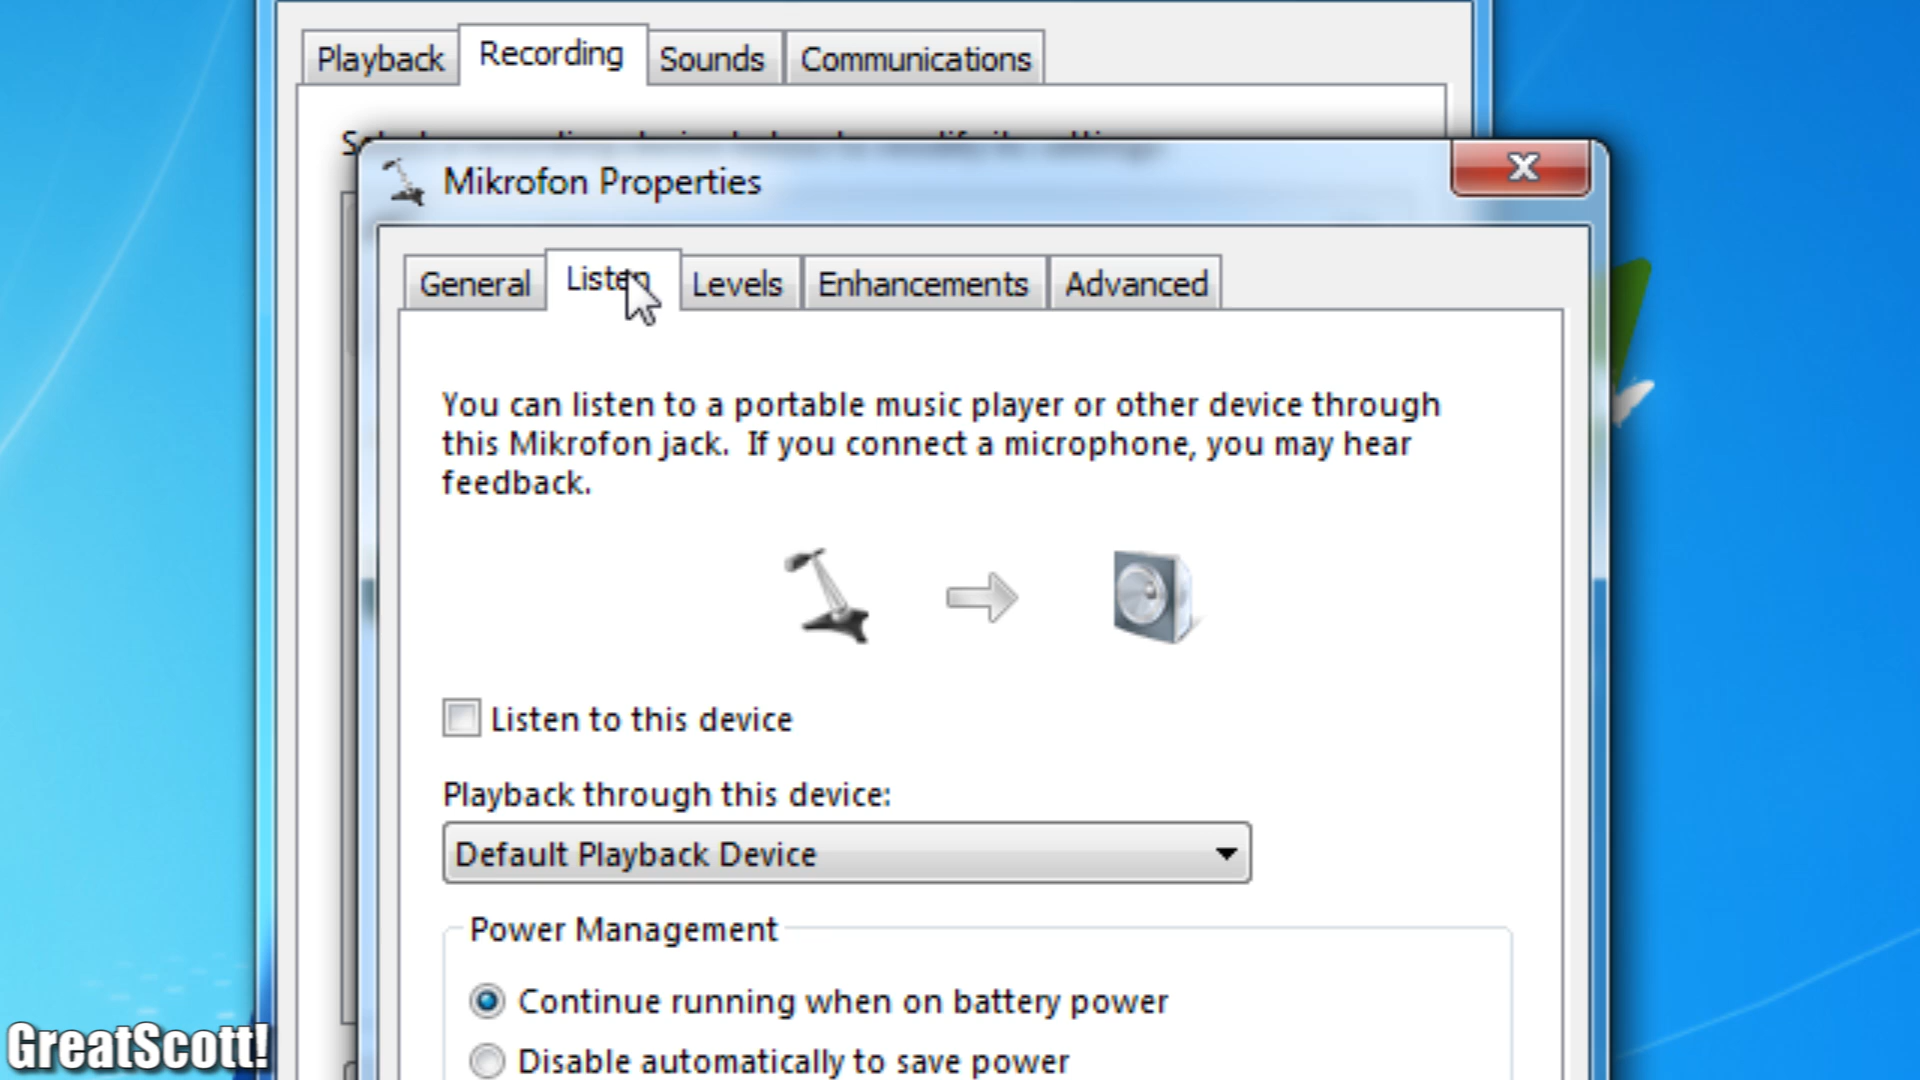 Playback Recording Sounds Communications
Mikrofon Properties
General Listen Levels Enhancements Advanced
You can listen to a portable music player or other device through
this Mikrofon jack. If you connect a microphone, you may hear
feedback.
Listen to this device
Playback through this device:
Default Playback Device
Power Management
Continue running when on battery power
Disable automatically to save power
GreatScott!